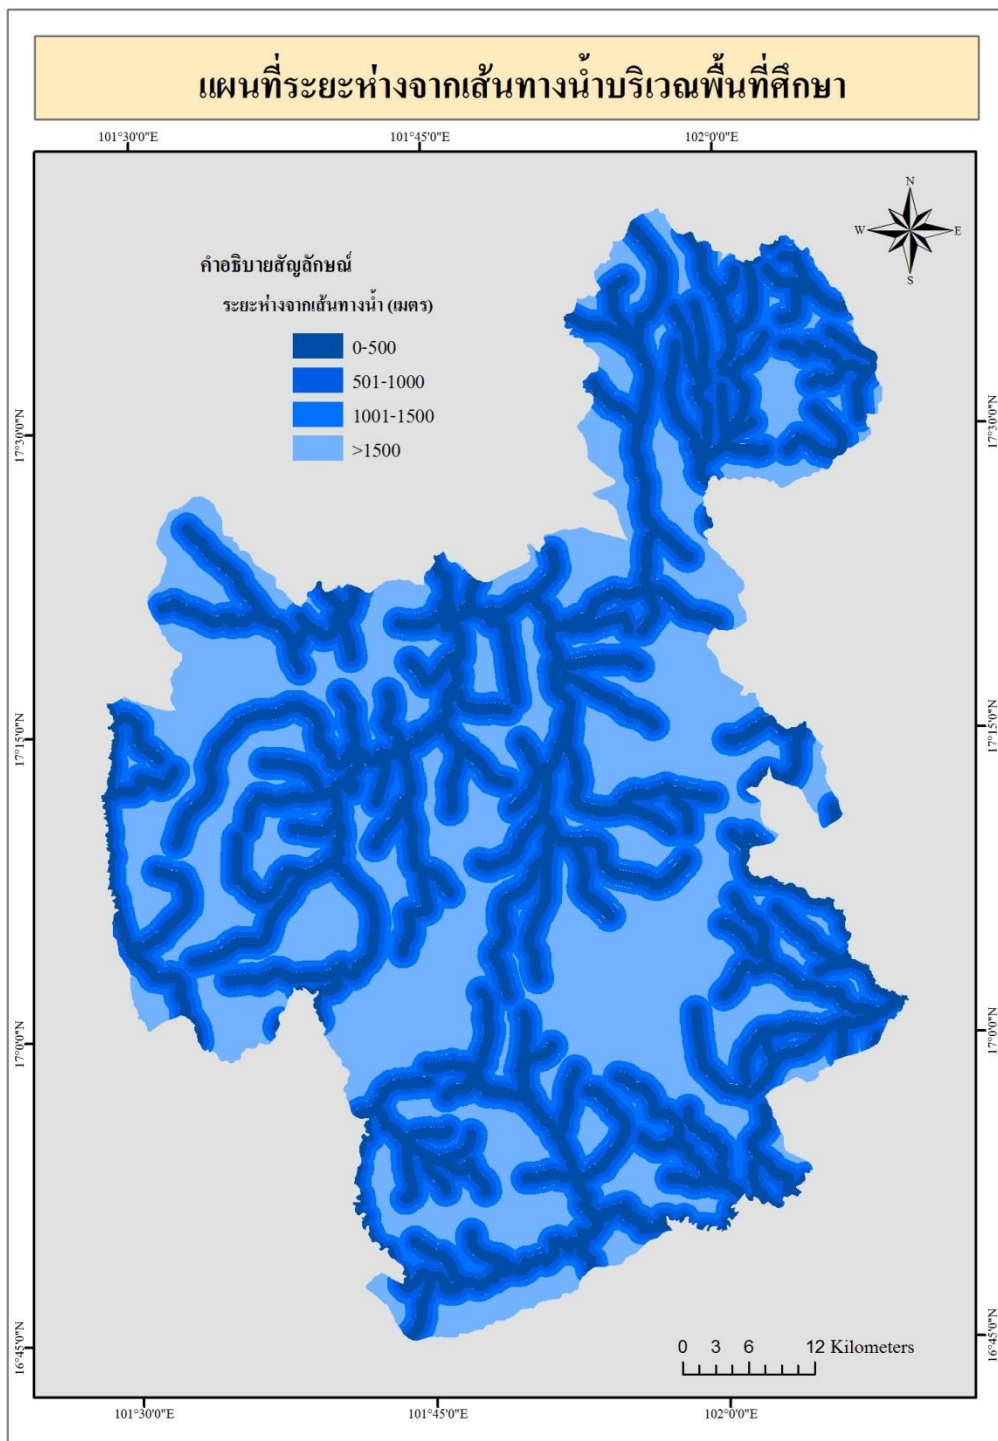 แผนที่ระยะห่างจากเส้นทางน้ำบริเวณพื้นที่ศึกษา
101°30'0"E 101°45'0"E 102°0'0"E
N
W E
S
คำอธิบายสัญลักษณ์
ระยะห่างจากเส้นทางน้ำ (เมตร)
0-500
501-1000
1001-1500
>1500
17°30'0"N 17°30'0"N
17°15'0"N 17°15'0"N
17°0'0"N 17°0'0"N
16°45'0"N 16°45'0"N
0 3 6 12 Kilometers
101°30'0"E 101°45'0"E 102°0'0"E